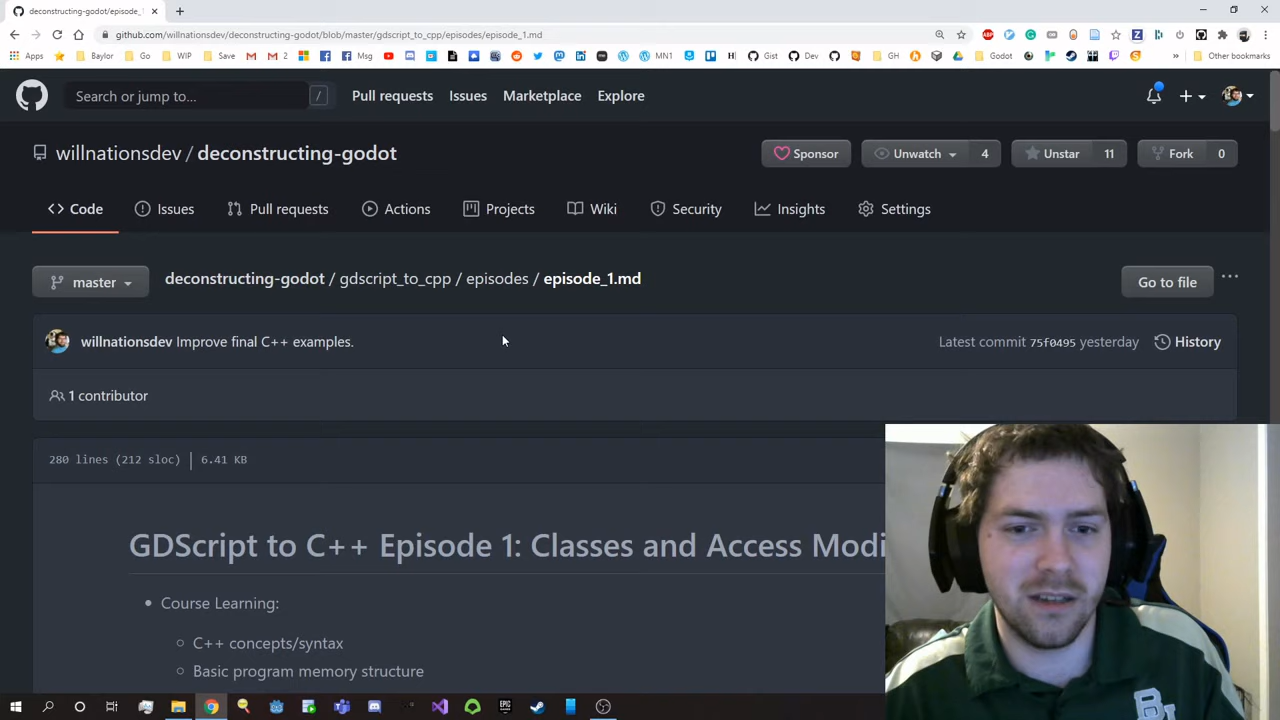 deconstructing-godot/episode_1
github.com/willnationsdev/deconstructing-godot/blob/master/gdscript_to_cpp/episodes/episode_1.md
Apps Baylor Go WIP Save M 2 Msg MN1 Gist Dev GH Godot » Other bookmarks
Search or jump to... / Pull requests Issues Marketplace Explore
willnationsdev / deconstructing-godot Sponsor Unwatch 4 Unstar 11 Fork 0
Code Issues Pull requests Actions Projects Wiki Security Insights Settings
master deconstructing-godot / gdscript_to_cpp / episodes / episode_1.md Go to file
willnationsdev Improve final C++ examples. Latest commit 75f0495 yesterday History
1 contributor
280 lines (212 sloc) 6.41 KB
GDScript to C++ Episode 1: Classes and Access Modi
Course Learning:
C++ concepts/syntax
Basic program memory structure